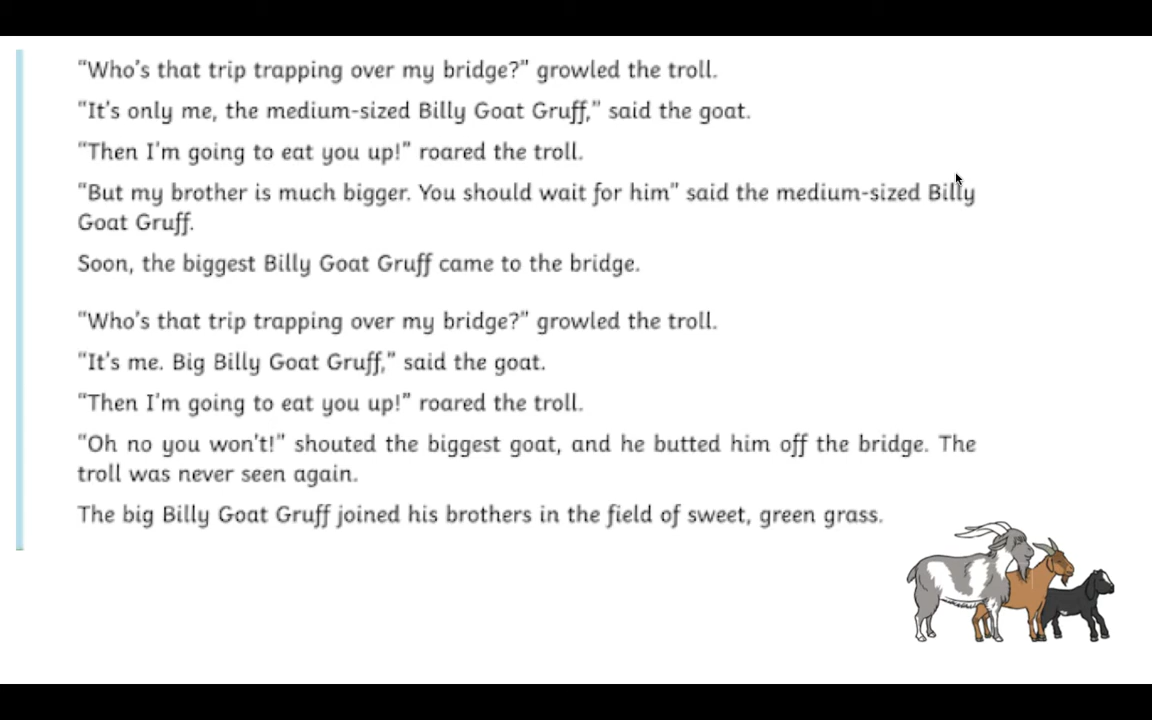 “Who’s that trip trapping over my bridge?” growled the troll.
“It’s only me, the medium-sized Billy Goat Gruff,” said the goat.
“Then I’m going to eat you up!” roared the troll.
“But my brother is much bigger. You should wait for him” said the medium-sized Billy
Goat Gruff.
Soon, the biggest Billy Goat Gruff came to the bridge.
“Who’s that trip trapping over my bridge?” growled the troll.
“It’s me. Big Billy Goat Gruff,” said the goat.
“Then I’m going to eat you up!” roared the troll.
“Oh no you won’t!” shouted the biggest goat, and he butted him off the bridge. The
troll was never seen again.
The big Billy Goat Gruff joined his brothers in the field of sweet, green grass.